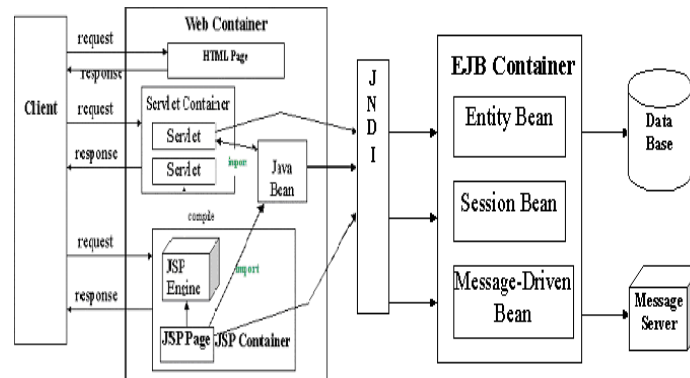 Client
request
response
request
response
request
response
Web Container
HTML Page
Servlet Container
Servlet
Servlet
import
Java
Bean
compile
JSP
Engine
import
JSP Page
JSP Container
J
N
D
I
EJB Container
Entity Bean
Session Bean
Message-Driven
Bean
Data
Base
Message
Server